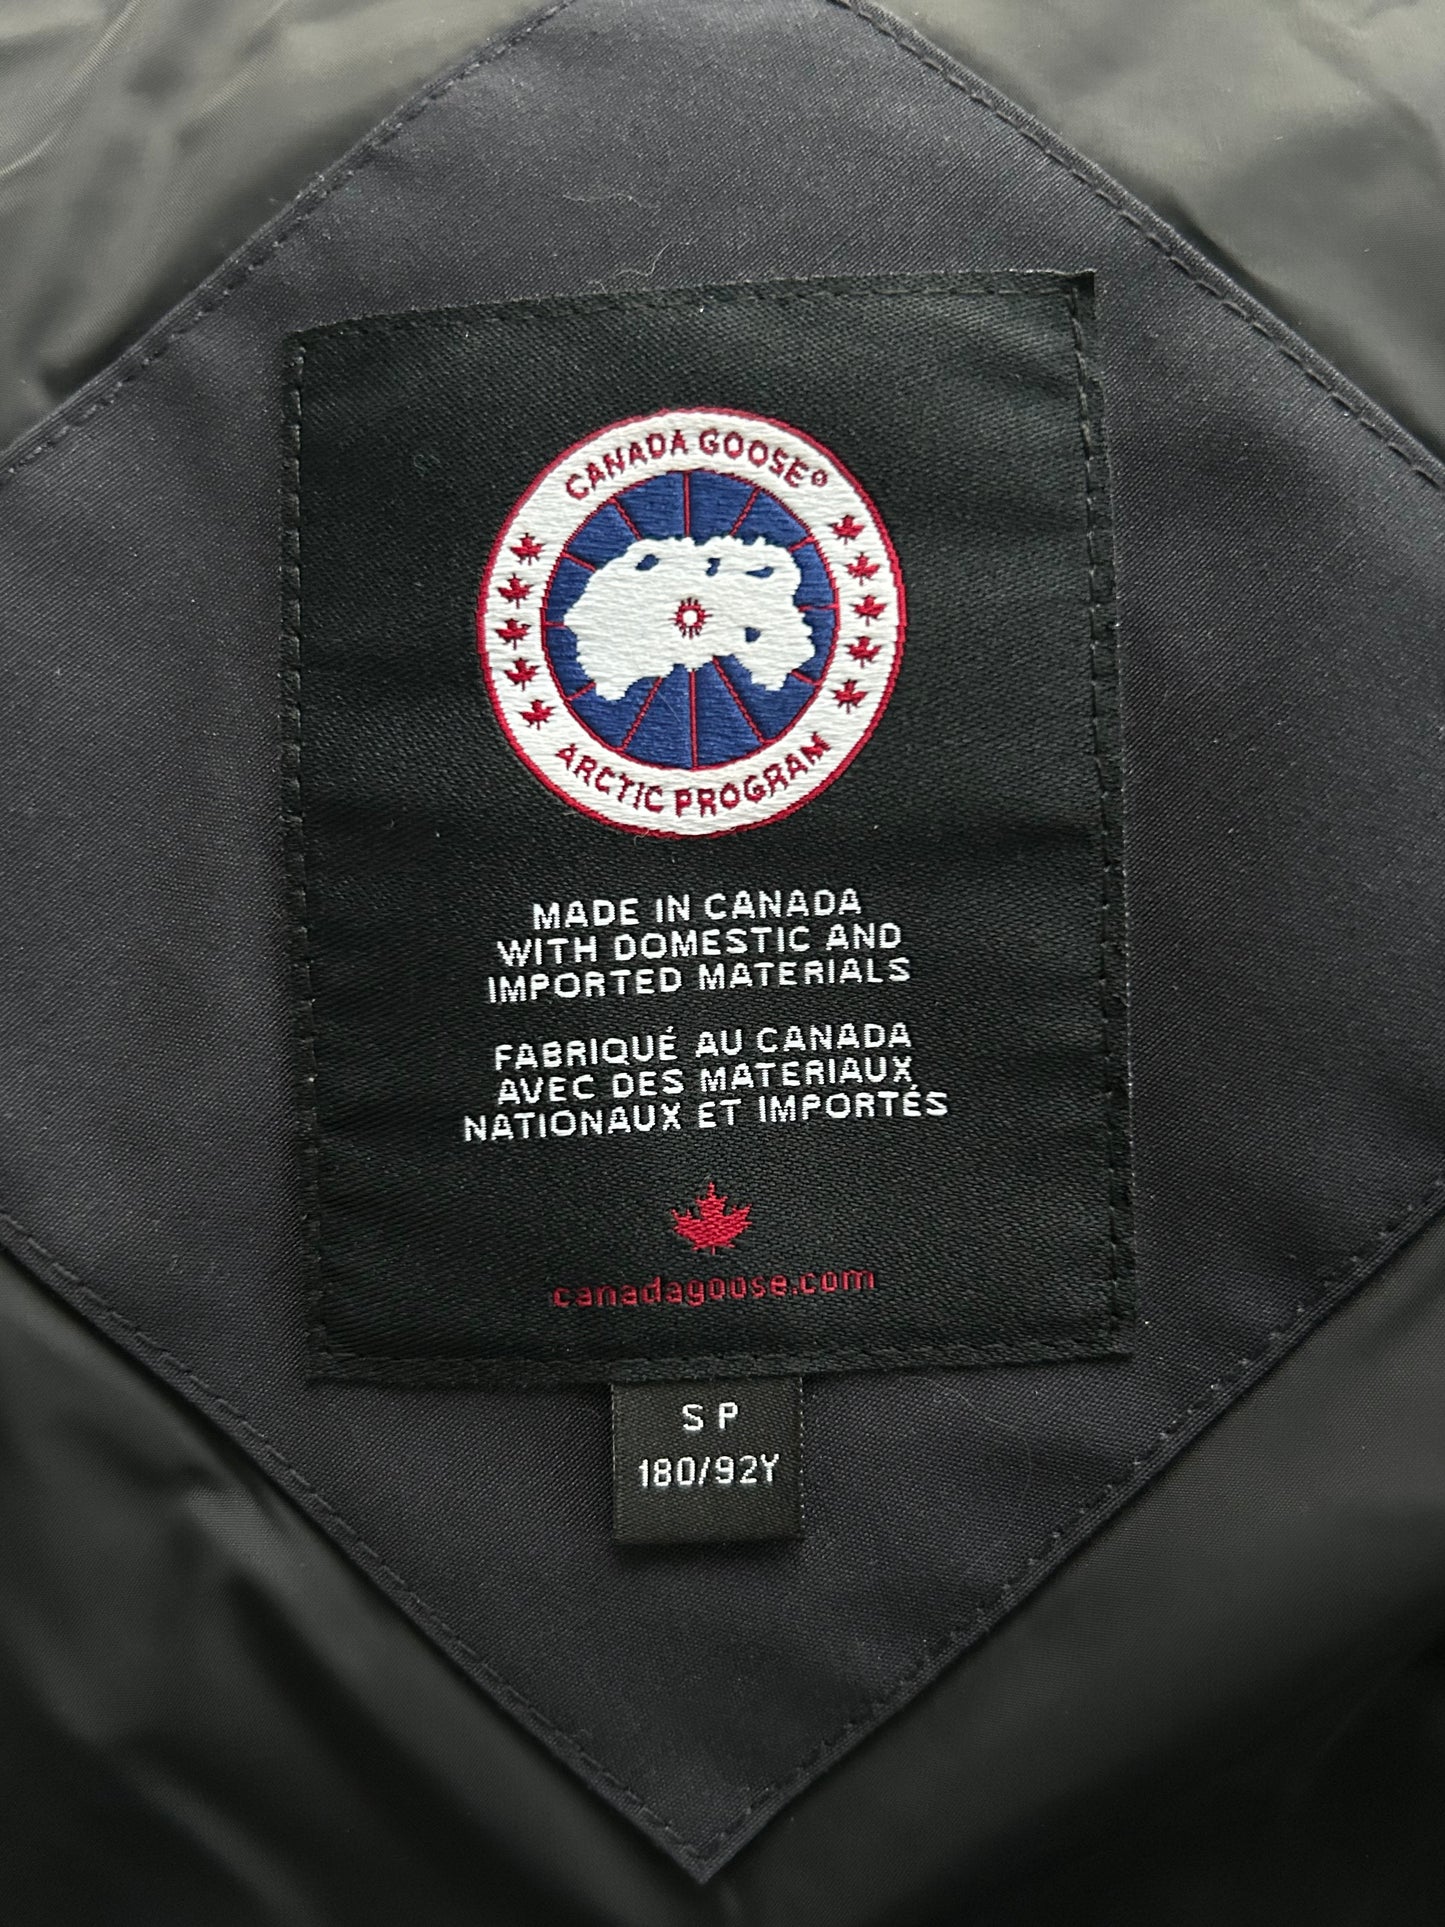 CANADA GOOSE®
ARCTIC PROGRAM
MADE IN CANADA
WITH DOMESTIC AND
IMPORTED MATERIALS
FABRIQUÉ AU CANADA
AVEC DES MATERIAUX
NATIONAUX ET IMPORTÉS
canadagoose.com
S P
180/92Y